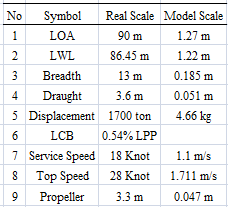 No Symbol Real Scale Model Scale
1 LOA 90 m 1.27 m
2 LWL 86.45 m 1.22 m
3 Breadth 13 m 0.185 m
4 Draught 3.6 m 0.051 m
5 Displacement 1700 ton 4.66 kg
6 LCB 0.54% LPP
7 Service Speed 18 Knot 1.1 m/s
8 Top Speed 28 Knot 1.711 m/s
9 Propeller 3.3 m 0.047 m